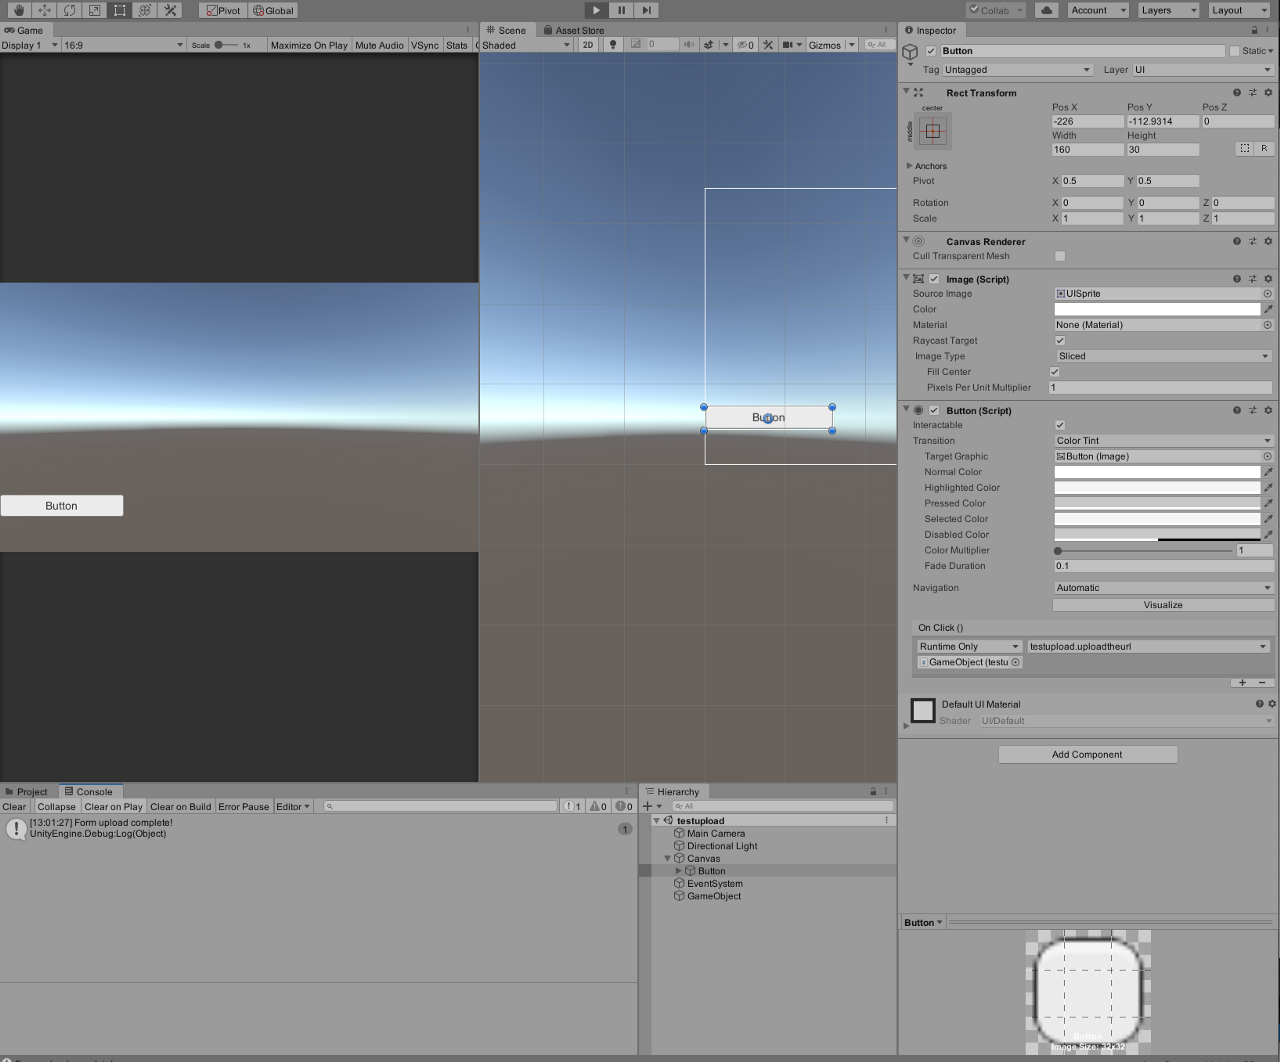 Pivot Global Collab Account Layers Layout
Game
Display 1 16:9 Scale 1x Maximize On Play Mute Audio VSync Stats
Scene Asset Store
Shaded 2D 0 0 Gizmos All
Button
Button
Project Console
Clear Collapse Clear on Play Clear on Build Error Pause Editor 1 0 0
[13:01:27] Form upload complete!
UnityEngine.Debug:Log(Object)
1
Hierarchy
All
testupload
Main Camera
Directional Light
Canvas
Button
EventSystem
GameObject
Inspector
Button Static
Tag Untagged Layer UI
Rect Transform
center
middle
Pos X Pos Y Pos Z
-226 -112.9314 0
Width Height
160 30 R
Anchors
Pivot X 0.5 Y 0.5
Rotation X 0 Y 0 Z 0
Scale X 1 Y 1 Z 1
Canvas Renderer
Cull Transparent Mesh
Image (Script)
Source Image UISprite
Color
Material None (Material)
Raycast Target
Image Type Sliced
Fill Center
Pixels Per Unit Multiplier 1
Button (Script)
Interactable
Transition Color Tint
Target Graphic Button (Image)
Normal Color
Highlighted Color
Pressed Color
Selected Color
Disabled Color
Color Multiplier 1
Fade Duration 0.1
Navigation Automatic
Visualize
On Click ()
Runtime Only testupload.uploadtheurl
GameObject (testu
+ −
Default UI Material
Shader UI/Default
Add Component
Button
Button
Image Size: 32x32